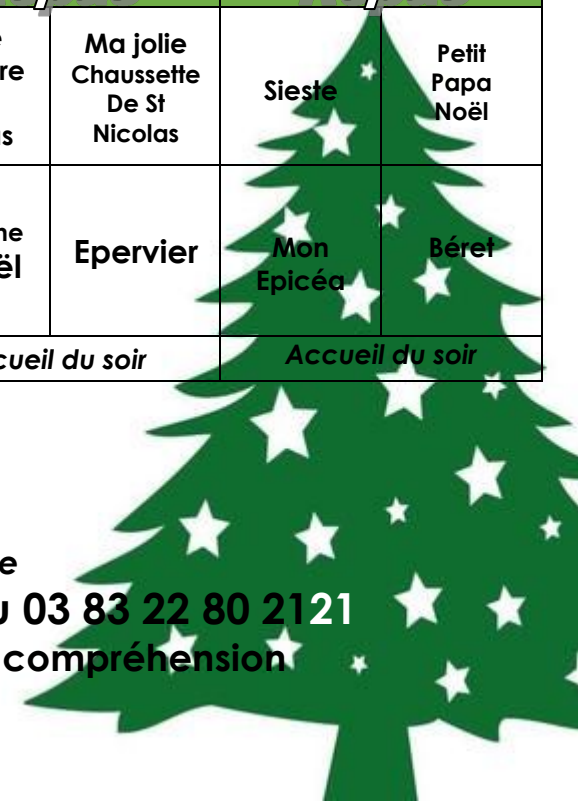 Ma jolie
Chaussette
De St
Nicolas
Sieste
Petit
Papa
Noël
Epervier
Mon
Epicéa
Béret
du soir
Accueil du soir
03 83 22 80 2121
compréhension